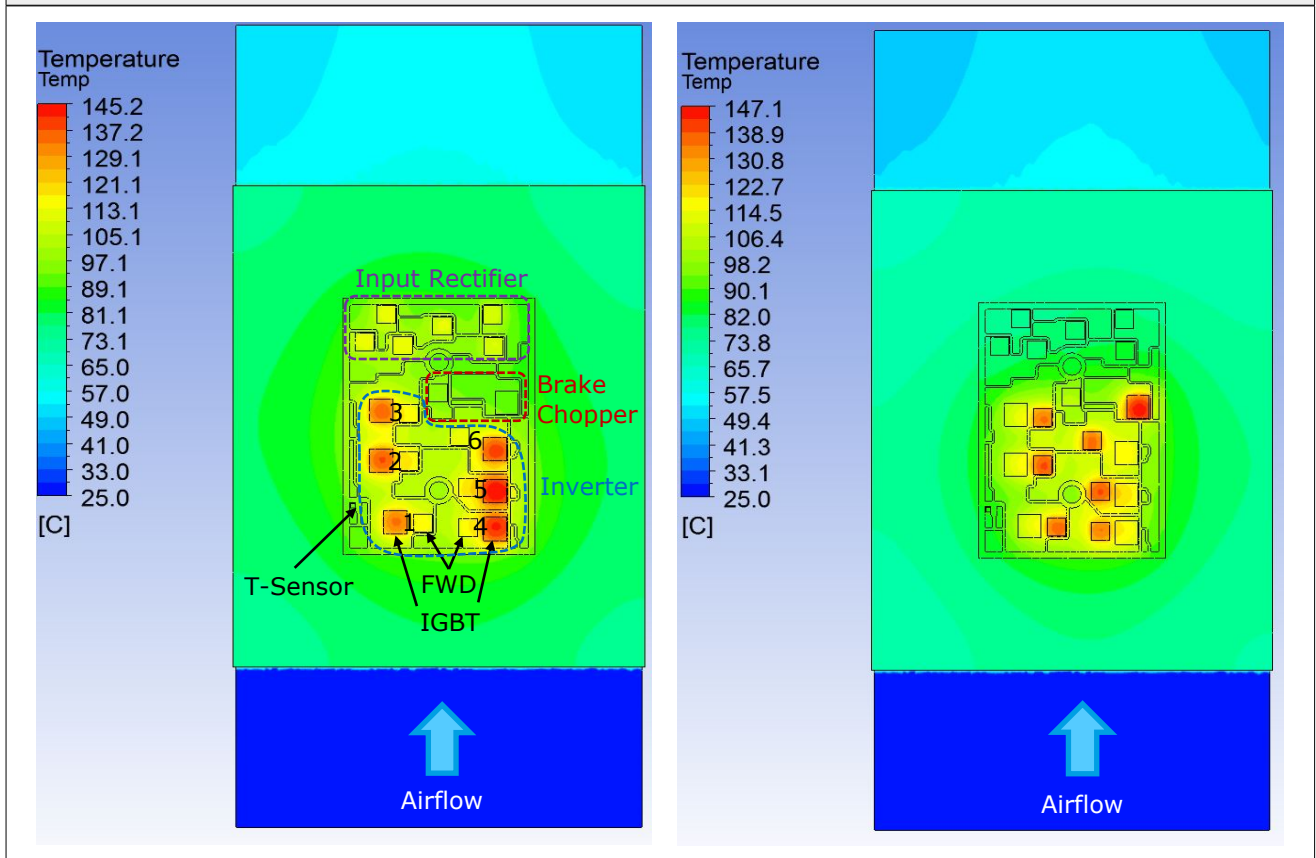 Temperature
Temp
145.2
137.2
129.1
121.1
113.1
105.1
97.1
89.1
81.1
73.1
65.0
57.0
49.0
41.0
33.0
25.0
[C]
Input Rectifier
Brake
Chopper
3
6
2
5
Inverter
1
4
T-Sensor
FWD
IGBT
Airflow
Temperature
Temp
147.1
138.9
130.8
122.7
114.5
106.4
98.2
90.1
82.0
73.8
65.7
57.5
49.4
41.3
33.1
25.0
[C]
Airflow